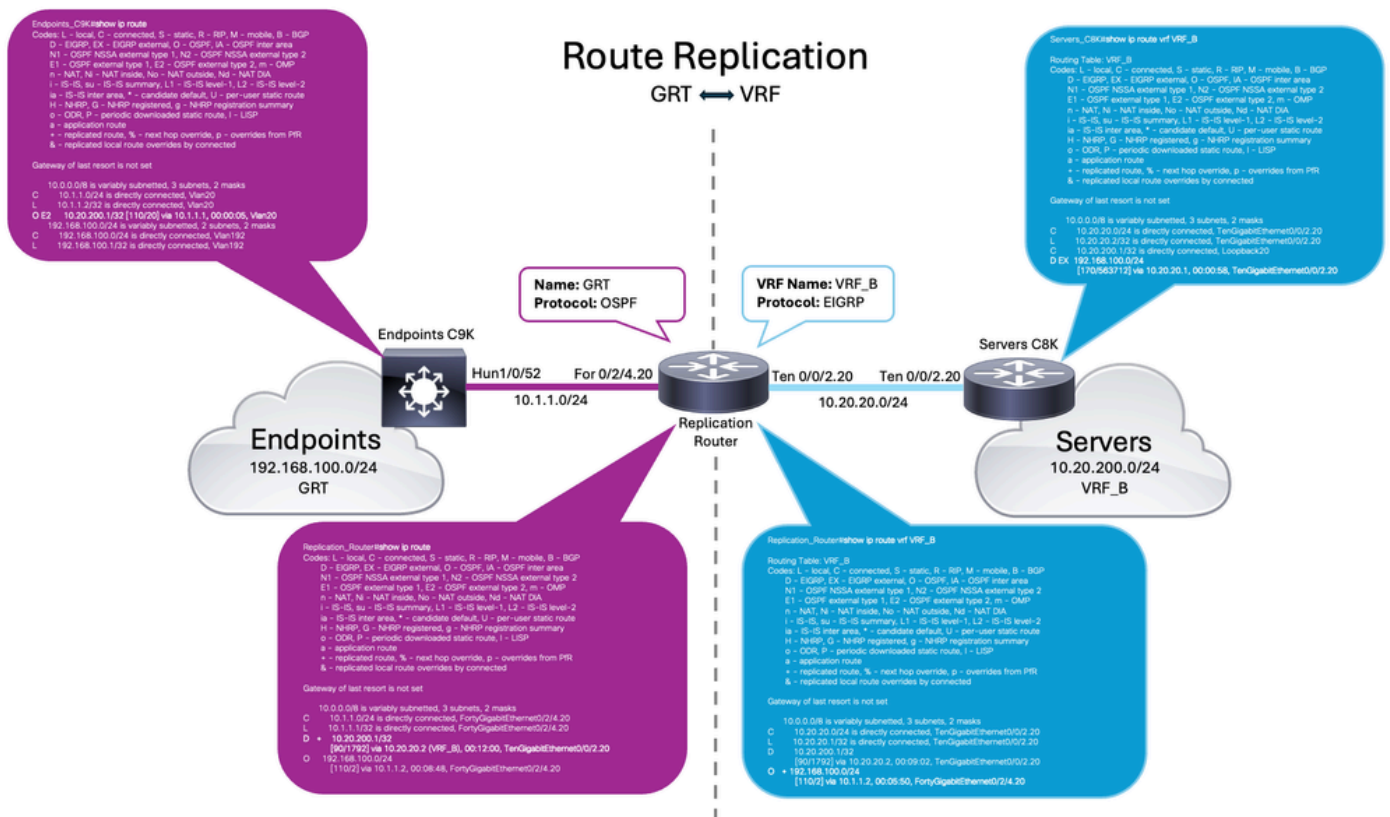 Route Replication
GRT ⟷ VRF
Endpoints_C9K#show ip route
Codes: L - local, C - connected, S - static, R - RIP, M - mobile, B - BGP
D - EIGRP, EX - EIGRP external, O - OSPF, IA - OSPF inter area
N1 - OSPF NSSA external type 1, N2 - OSPF NSSA external type 2
E1 - OSPF external type 1, E2 - OSPF external type 2, m - OMP
n - NAT, Ni - NAT inside, No - NAT outside, Nd - NAT DIA
i - IS-IS, su - IS-IS summary, L1 - IS-IS level-1, L2 - IS-IS level-2
ia - IS-IS inter area, * - candidate default, U - per-user static route
H - NHRP, G - NHRP registered, g - NHRP registration summary
o - ODR, P - periodic downloaded static route, l - LISP
a - application route
+ - replicated route, % - next hop override, p - overrides from PfR
& - replicated local route overrides by connected
Gateway of last resort is not set
10.0.0.0/8 is variably subnetted, 3 subnets, 2 masks
C 10.1.1.0/24 is directly connected, Vlan20
L 10.1.1.2/32 is directly connected, Vlan20
O E2 10.20.200.1/32 [110/20] via 10.1.1.1, 00:00:05, Vlan20
192.168.100.0/24 is variably subnetted, 2 subnets, 2 masks
C 192.168.100.0/24 is directly connected, Vlan192
L 192.168.100.1/32 is directly connected, Vlan192
Servers_C8K#show ip route vrf VRF_B
Routing Table: VRF_B
Codes: L - local, C - connected, S - static, R - RIP, M - mobile, B - BGP
D - EIGRP, EX - EIGRP external, O - OSPF, IA - OSPF inter area
N1 - OSPF NSSA external type 1, N2 - OSPF NSSA external type 2
E1 - OSPF external type 1, E2 - OSPF external type 2, m - OMP
n - NAT, Ni - NAT inside, No - NAT outside, Nd - NAT DIA
i - IS-IS, su - IS-IS summary, L1 - IS-IS level-1, L2 - IS-IS level-2
ia - IS-IS inter area, * - candidate default, U - per-user static route
H - NHRP, G - NHRP registered, g - NHRP registration summary
o - ODR, P - periodic downloaded static route, l - LISP
a - application route
+ - replicated route, % - next hop override, p - overrides from PfR
& - replicated local route overrides by connected
Gateway of last resort is not set
10.0.0.0/8 is variably subnetted, 3 subnets, 2 masks
C 10.20.20.0/24 is directly connected, TenGigabitEthernet0/0/2.20
L 10.20.20.2/32 is directly connected, TenGigabitEthernet0/0/2.20
C 10.20.200.1/32 is directly connected, Loopback20
D EX 192.168.100.0/24
[170/563712] via 10.20.20.1, 00:00:58, TenGigabitEthernet0/0/2.20
Name: GRT
Protocol: OSPF
VRF Name: VRF_B
Protocol: EIGRP
Endpoints C9K
Servers C8K
Hun1/0/52
For 0/2/4.20
Ten 0/0/2.20
Ten 0/0/2.20
10.1.1.0/24
10.20.20.0/24
Replication
Router
Endpoints
192.168.100.0/24
GRT
Servers
10.20.200.0/24
VRF_B
Replication_Router#show ip route
Codes: L - local, C - connected, S - static, R - RIP, M - mobile, B - BGP
D - EIGRP, EX - EIGRP external, O - OSPF, IA - OSPF inter area
N1 - OSPF NSSA external type 1, N2 - OSPF NSSA external type 2
E1 - OSPF external type 1, E2 - OSPF external type 2, m - OMP
n - NAT, Ni - NAT inside, No - NAT outside, Nd - NAT DIA
i - IS-IS, su - IS-IS summary, L1 - IS-IS level-1, L2 - IS-IS level-2
ia - IS-IS inter area, * - candidate default, U - per-user static route
H - NHRP, G - NHRP registered, g - NHRP registration summary
o - ODR, P - periodic downloaded static route, l - LISP
a - application route
+ - replicated route, % - next hop override, p - overrides from PfR
& - replicated local route overrides by connected
Gateway of last resort is not set
10.0.0.0/8 is variably subnetted, 3 subnets, 2 masks
C 10.1.1.0/24 is directly connected, FortyGigabitEthernet0/2/4.20
L 10.1.1.1/32 is directly connected, FortyGigabitEthernet0/2/4.20
D + 10.20.200.1/32
[90/1792] via 10.20.20.2 (VRF_B), 00:12:00, TenGigabitEthernet0/0/2.20
O 192.168.100.0/24
[110/2] via 10.1.1.2, 00:08:48, FortyGigabitEthernet0/2/4.20
Replication_Router#show ip route vrf VRF_B
Routing Table: VRF_B
Codes: L - local, C - connected, S - static, R - RIP, M - mobile, B - BGP
D - EIGRP, EX - EIGRP external, O - OSPF, IA - OSPF inter area
N1 - OSPF NSSA external type 1, N2 - OSPF NSSA external type 2
E1 - OSPF external type 1, E2 - OSPF external type 2, m - OMP
n - NAT, Ni - NAT inside, No - NAT outside, Nd - NAT DIA
i - IS-IS, su - IS-IS summary, L1 - IS-IS level-1, L2 - IS-IS level-2
ia - IS-IS inter area, * - candidate default, U - per-user static route
H - NHRP, G - NHRP registered, g - NHRP registration summary
o - ODR, P - periodic downloaded static route, l - LISP
a - application route
+ - replicated route, % - next hop override, p - overrides from PfR
& - replicated local route overrides by connected
Gateway of last resort is not set
10.0.0.0/8 is variably subnetted, 3 subnets, 2 masks
C 10.20.20.0/24 is directly connected, TenGigabitEthernet0/0/2.20
L 10.20.20.1/32 is directly connected, TenGigabitEthernet0/0/2.20
D 10.20.200.1/32
[90/1792] via 10.20.20.2, 00:09:02, TenGigabitEthernet0/0/2.20
O + 192.168.100.0/24
[110/2] via 10.1.1.2, 00:05:50, FortyGigabitEthernet0/2/4.20